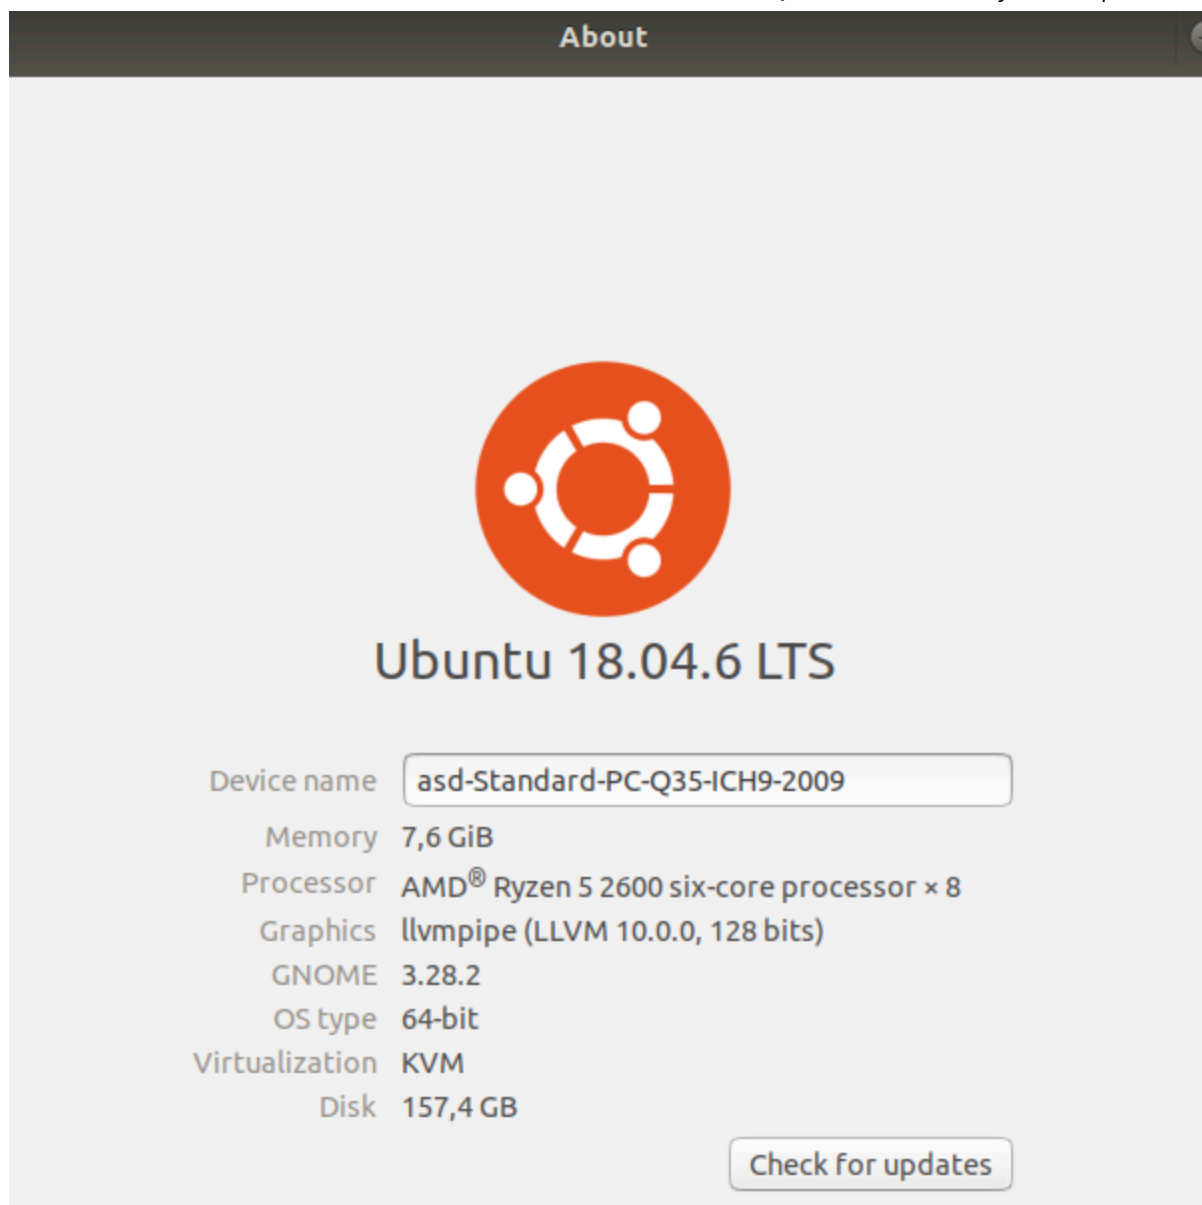 About
Ubuntu 18.04.6 LTS
Device name asd-Standard-PC-Q35-ICH9-2009
Memory 7,6 GiB
Processor AMD® Ryzen 5 2600 six-core processor × 8
Graphics llvmpipe (LLVM 10.0.0, 128 bits)
GNOME 3.28.2
OS type 64-bit
Virtualization KVM
Disk 157,4 GB
Check for updates